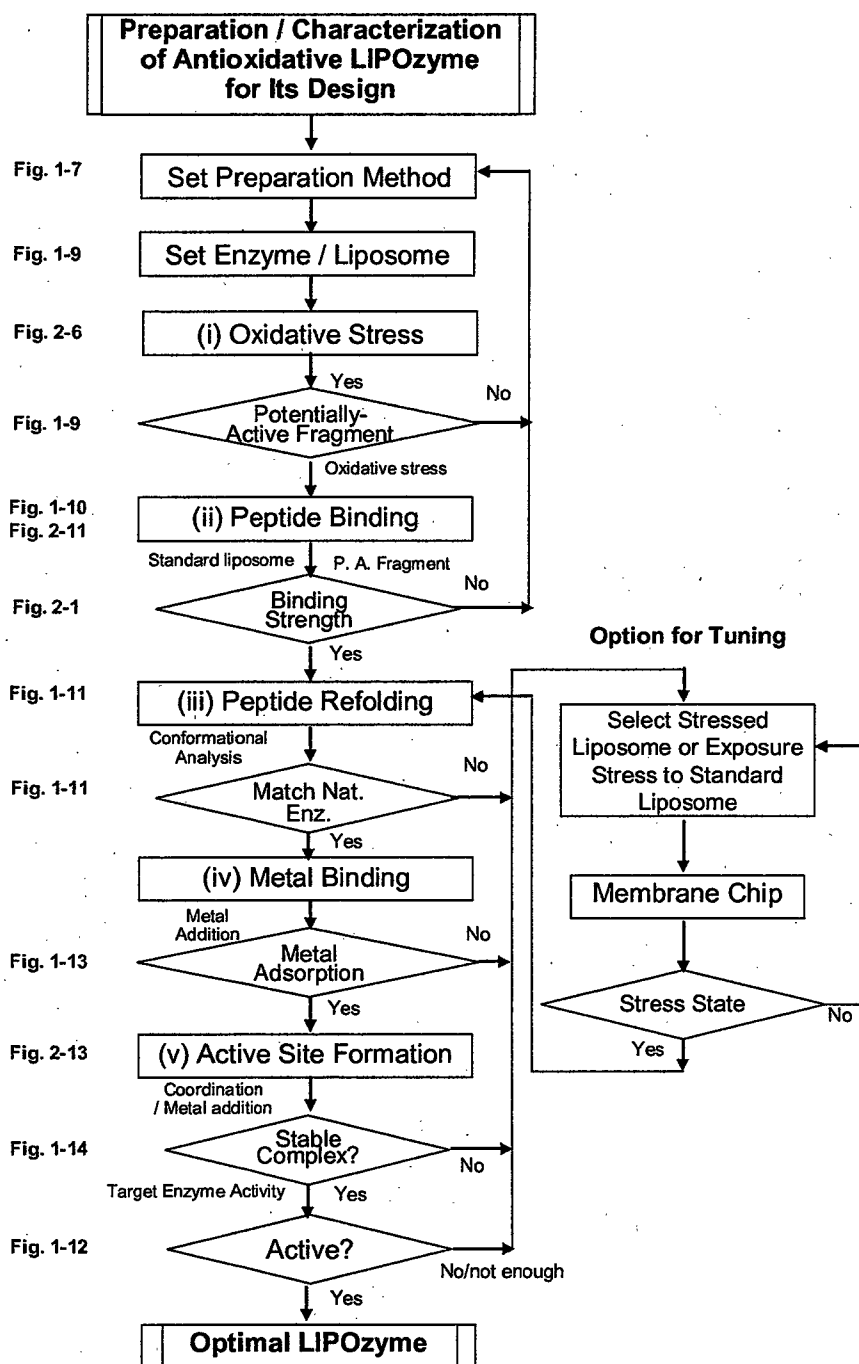 Preparation / Characterization
of Antioxidative LIPOzyme
for Its Design
Fig. 1-7
Set Preparation Method
Fig. 1-9
Set Enzyme / Liposome
Fig. 2-6
(i) Oxidative Stress
Yes
No
Fig. 1-9
Potentially-
Active Fragment
Oxidative stress
Fig. 1-10
Fig. 2-11
(ii) Peptide Binding
Standard liposome
P. A. Fragment
No
Fig. 2-1
Binding
Strength
Yes
Option for Tuning
Fig. 1-11
(iii) Peptide Refolding
Select Stressed
Liposome or Exposure
Stress to Standard
Liposome
Conformational
Analysis
No
Fig. 1-11
Match Nat.
Enz.
Yes
(iv) Metal Binding
Membrane Chip
Metal
Addition
No
Fig. 1-13
Metal
Adsorption
Yes
Stress State
No
Yes
Fig. 2-13
(v) Active Site Formation
Coordination
/ Metal addition
Fig. 1-14
Stable
Complex?
No
Target Enzyme Activity
Yes
Fig. 1-12
Active?
No/not enough
Yes
Optimal LIPOzyme